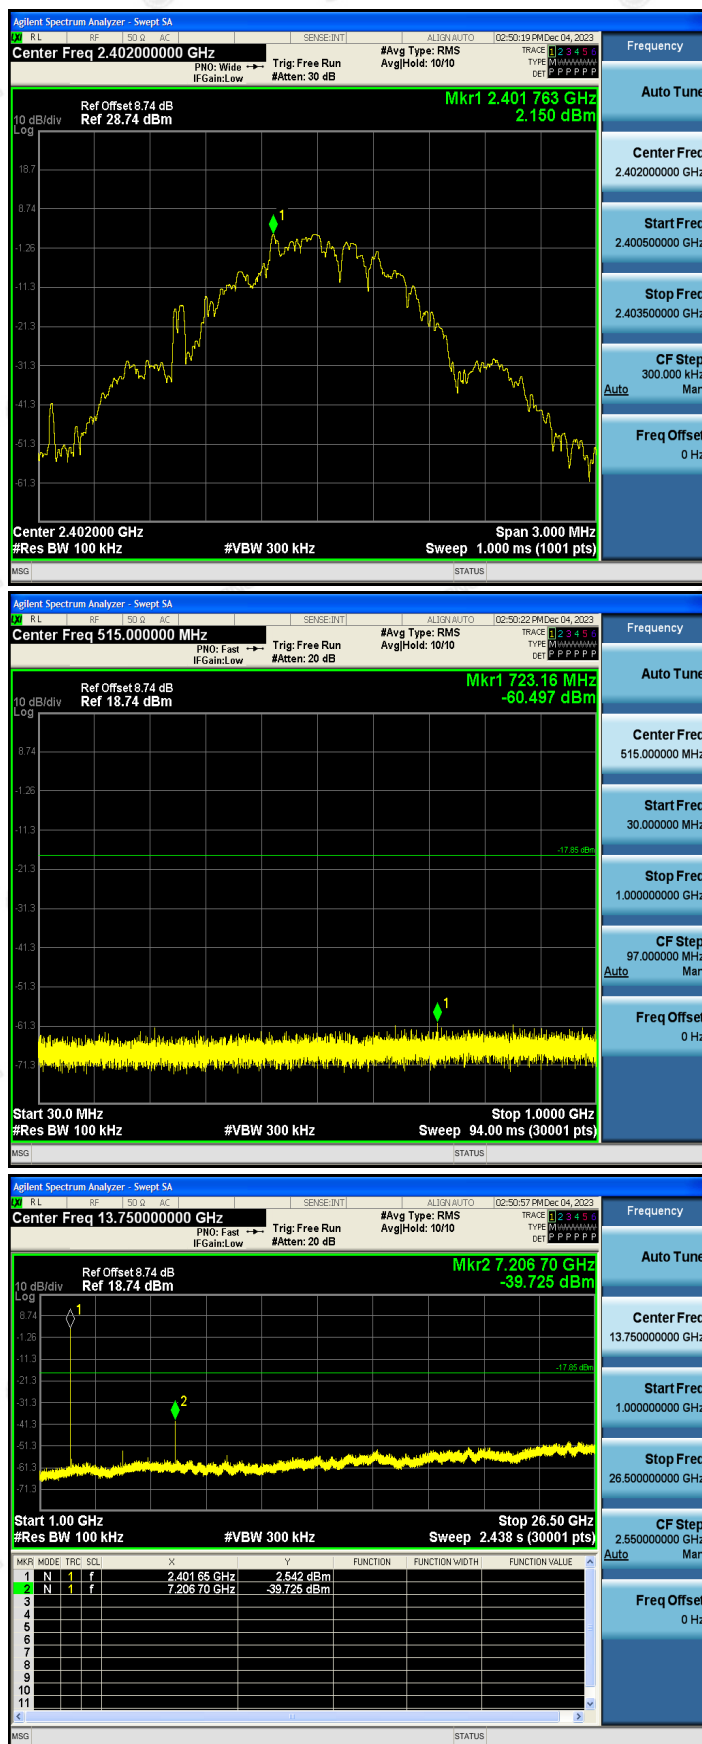 Agilent Spectrum Analyzer - Swept SA
LXI RL RF 50 Ω AC SENSE:INT ALIGN AUTO 02:50:19 PM Dec 04, 2023
Center Freq 2.402000000 GHz
PNO: Wide
IFGain:Low
Trig: Free Run
#Atten: 30 dB
#Avg Type: RMS
Avg|Hold: 10/10
TRACE 1 2 3 4 5 6
TYPE M
DET P P P P P P
Frequency
Auto Tune
Center Freq
2.402000000 GHz
Start Freq
2.400500000 GHz
Stop Freq
2.403500000 GHz
CF Step
300.000 kHz
Auto Man
Freq Offset
0 Hz
Mkr1 2.401 763 GHz
2.150 dBm
Ref Offset 8.74 dB
10 dB/div Ref 28.74 dBm
Log
18.7
8.74
-1.26
-11.3
-21.3
-31.3
-41.3
-51.3
-61.3
1
Center 2.402000 GHz Span 3.000 MHz
#Res BW 100 kHz #VBW 300 kHz Sweep 1.000 ms (1001 pts)
MSG STATUS
Agilent Spectrum Analyzer - Swept SA
LXI RL RF 50 Ω AC SENSE:INT ALIGN AUTO 02:50:22 PM Dec 04, 2023
Center Freq 515.000000 MHz
PNO: Fast
IFGain:Low
Trig: Free Run
#Atten: 20 dB
#Avg Type: RMS
Avg|Hold: 10/10
TRACE 1 2 3 4 5 6
TYPE M
DET P P P P P P
Frequency
Auto Tune
Center Freq
515.000000 MHz
Start Freq
30.000000 MHz
Stop Freq
1.000000000 GHz
CF Step
97.000000 MHz
Auto Man
Freq Offset
0 Hz
Mkr1 723.16 MHz
-60.497 dBm
Ref Offset 8.74 dB
10 dB/div Ref 18.74 dBm
Log
8.74
-1.26
-11.3
-21.3
-31.3
-41.3
-51.3
-61.3
-71.3
-17.85 dBm
1
Start 30.0 MHz Stop 1.0000 GHz
#Res BW 100 kHz #VBW 300 kHz Sweep 94.00 ms (30001 pts)
MSG STATUS
Agilent Spectrum Analyzer - Swept SA
LXI RL RF 50 Ω AC SENSE:INT ALIGN AUTO 02:50:57 PM Dec 04, 2023
Center Freq 13.750000000 GHz
PNO: Fast
IFGain:Low
Trig: Free Run
#Atten: 20 dB
#Avg Type: RMS
Avg|Hold: 10/10
TRACE 1 2 3 4 5 6
TYPE M
DET P P P P P P
Frequency
Auto Tune
Center Freq
13.750000000 GHz
Start Freq
1.000000000 GHz
Stop Freq
26.500000000 GHz
CF Step
2.550000000 GHz
Auto Man
Freq Offset
0 Hz
Mkr2 7.206 70 GHz
-39.725 dBm
Ref Offset 8.74 dB
10 dB/div Ref 18.74 dBm
Log
8.74
-1.26
-11.3
-21.3
-31.3
-41.3
-51.3
-61.3
-71.3
-17.85 dBm
1
2
Start 1.00 GHz Stop 26.50 GHz
#Res BW 100 kHz #VBW 300 kHz Sweep 2.438 s (30001 pts)
MKR MODE TRC SCL X Y FUNCTION FUNCTION WIDTH FUNCTION VALUE
1 N 1 f 2.401 65 GHz 2.542 dBm
2 N 1 f 7.206 70 GHz -39.725 dBm
3
4
5
6
7
8
9
10
11
MSG STATUS